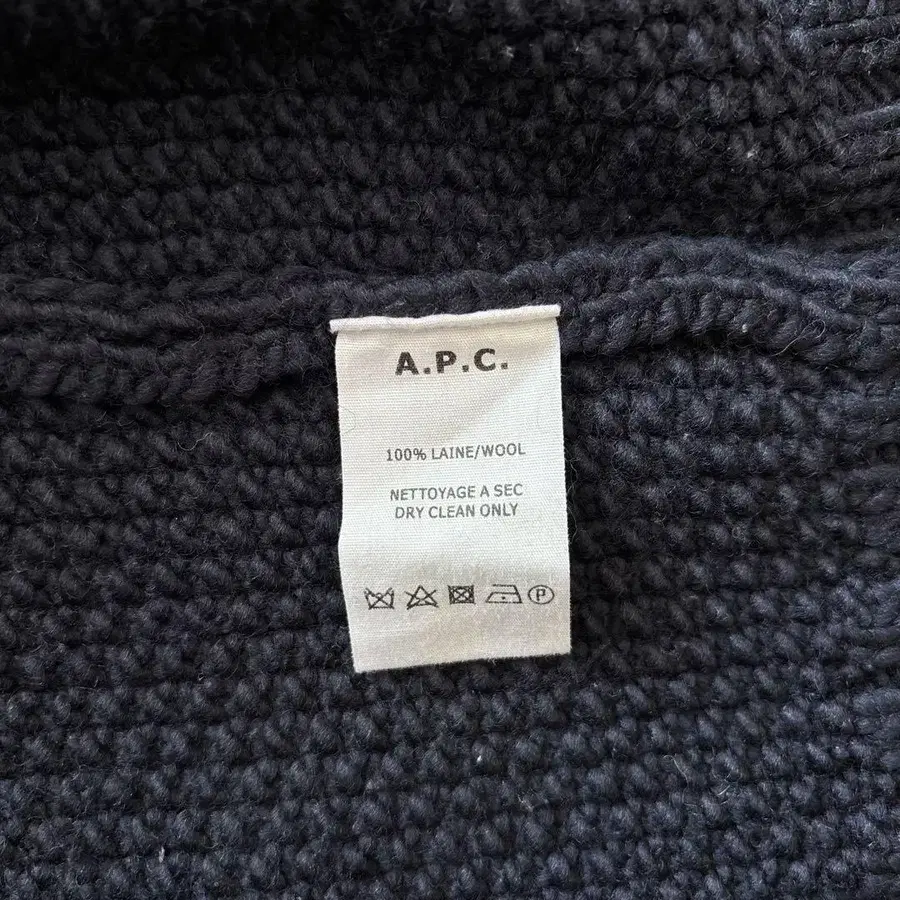 A.P.C.
100% LAINE/WOOL
NETTOYAGE A SEC
DRY CLEAN ONLY
P